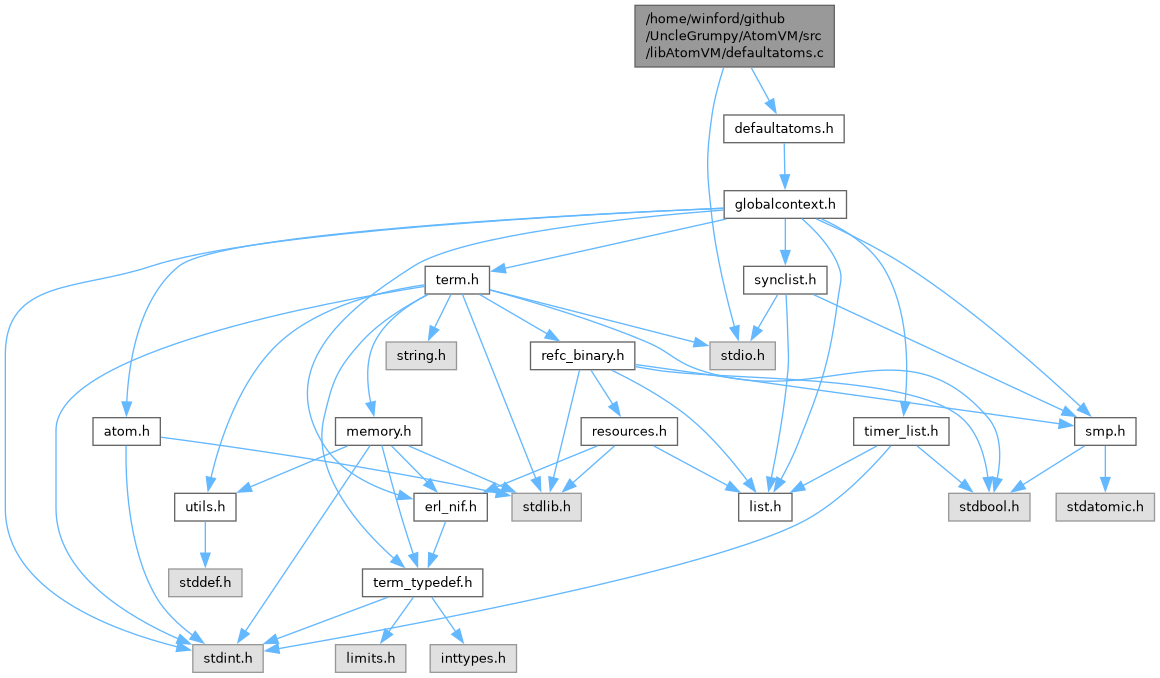 /home/winford/github
/UncleGrumpy/AtomVM/src
/libAtomVM/defaultatoms.c
defaultatoms.h
globalcontext.h
term.h
synclist.h
string.h
refc_binary.h
stdio.h
atom.h
memory.h
resources.h
timer_list.h
smp.h
utils.h
erl_nif.h
stdlib.h
list.h
stdbool.h
stdatomic.h
stddef.h
term_typedef.h
stdint.h
limits.h
inttypes.h